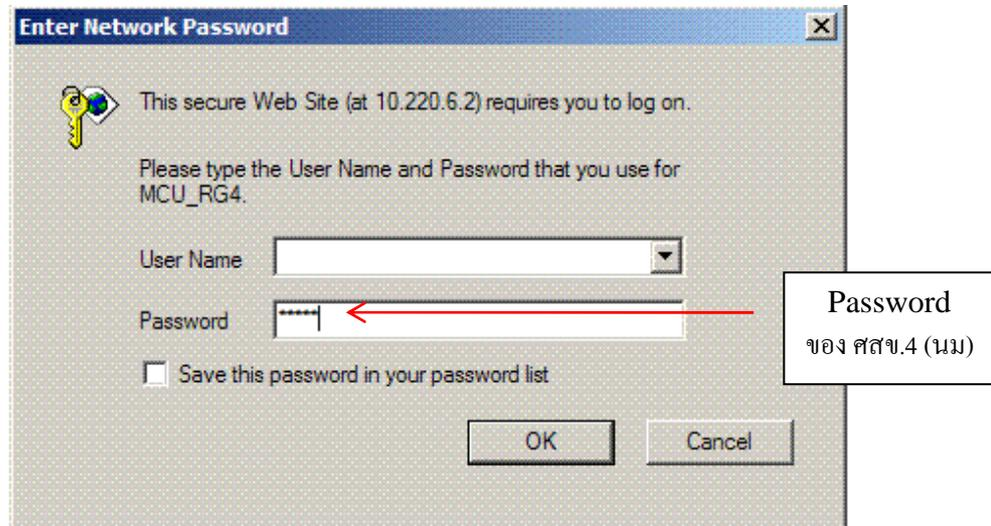 Enter Network Password
This secure Web Site (at 10.220.6.2) requires you to log on.
Please type the User Name and Password that you use for
MCU_RG4.
User Name
Password *****
Save this password in your password list
OK Cancel
Password
ของ ศสข.4 (นม)